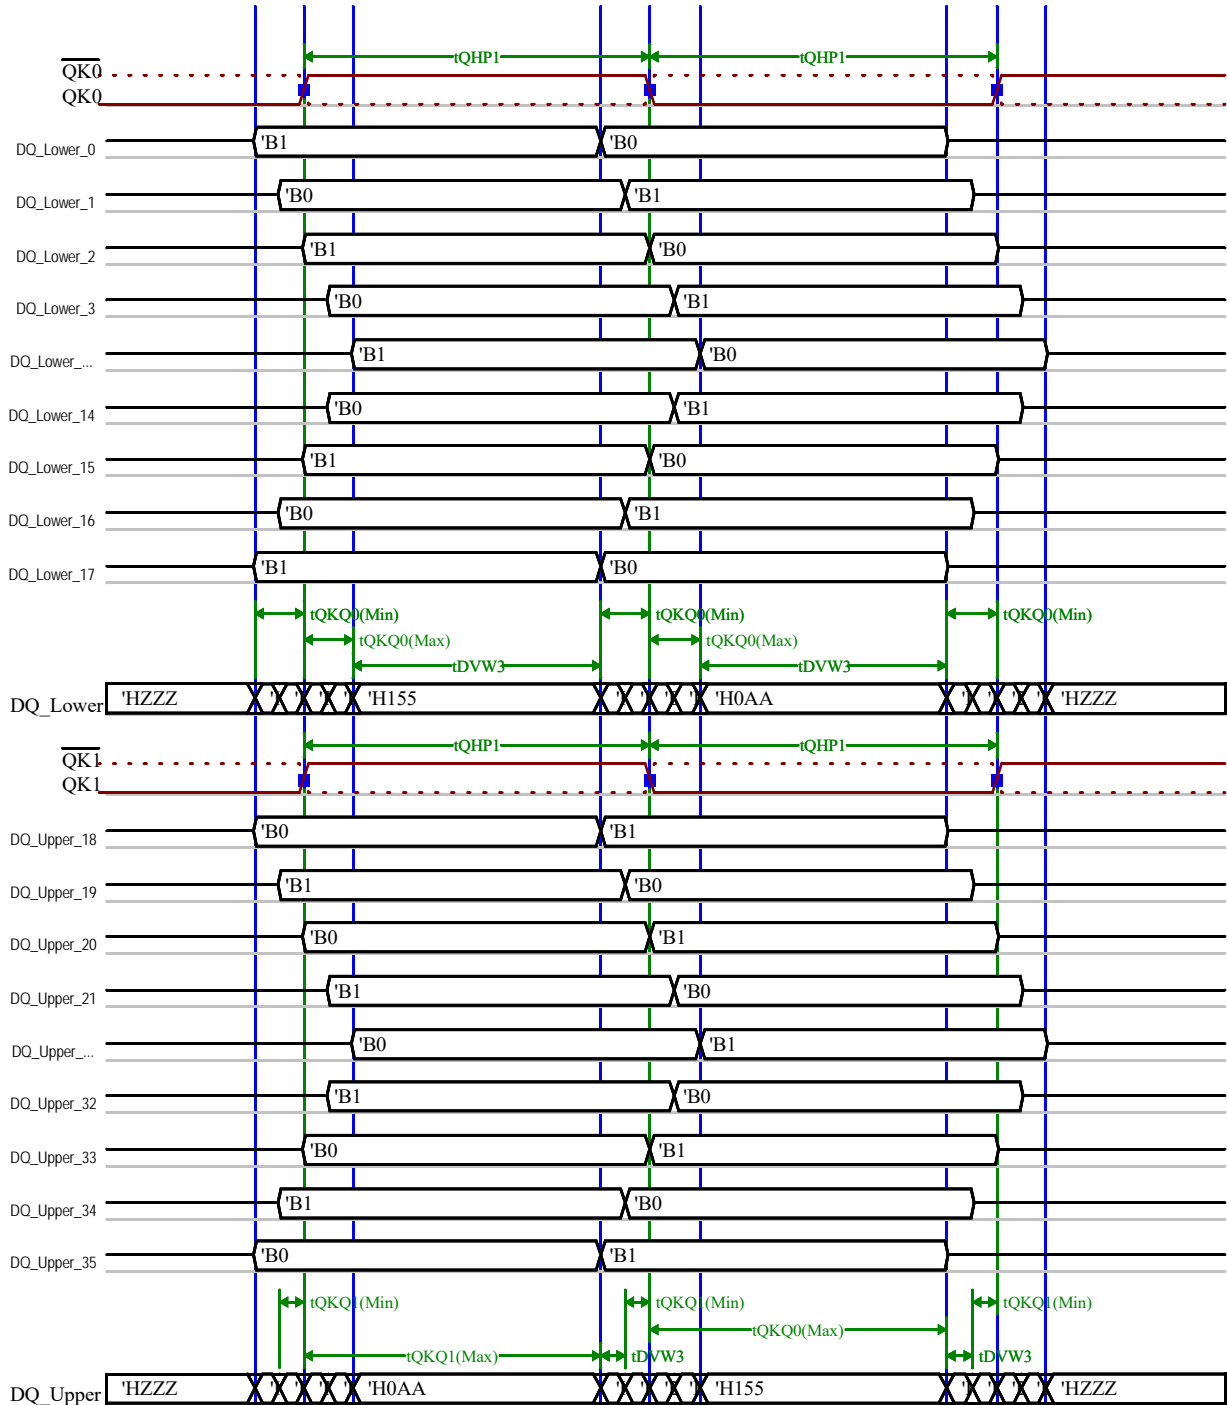 tQHP1 tQHP1
QK0
QK0
DQ_Lower_0 'B1 'B0
DQ_Lower_1 'B0 'B1
DQ_Lower_2 'B1 'B0
DQ_Lower_3 'B0 'B1
DQ_Lower_... 'B1 'B0
DQ_Lower_14 'B0 'B1
DQ_Lower_15 'B1 'B0
DQ_Lower_16 'B0 'B1
DQ_Lower_17 'B1 'B0
tQKQ0(Min) tQKQ0(Min) tQKQ0(Min)
tQKQ0(Max) tQKQ0(Max)
tDVW3 tDVW3
DQ_Lower 'HZZZ 'H155 'H0AA 'HZZZ
tQHP1 tQHP1
QK1
QK1
DQ_Upper_18 'B0 'B1
DQ_Upper_19 'B1 'B0
DQ_Upper_20 'B0 'B1
DQ_Upper_21 'B1 'B0
DQ_Upper_... 'B0 'B1
DQ_Upper_32 'B1 'B0
DQ_Upper_33 'B0 'B1
DQ_Upper_34 'B1 'B0
DQ_Upper_35 'B0 'B1
tQKQ1(Min) tQKQ1(Min) tQKQ1(Min)
tQKQ0(Max)
tQKQ1(Max) tDVW3 tDVW3
DQ_Upper 'HZZZ 'H0AA 'H155 'HZZZ